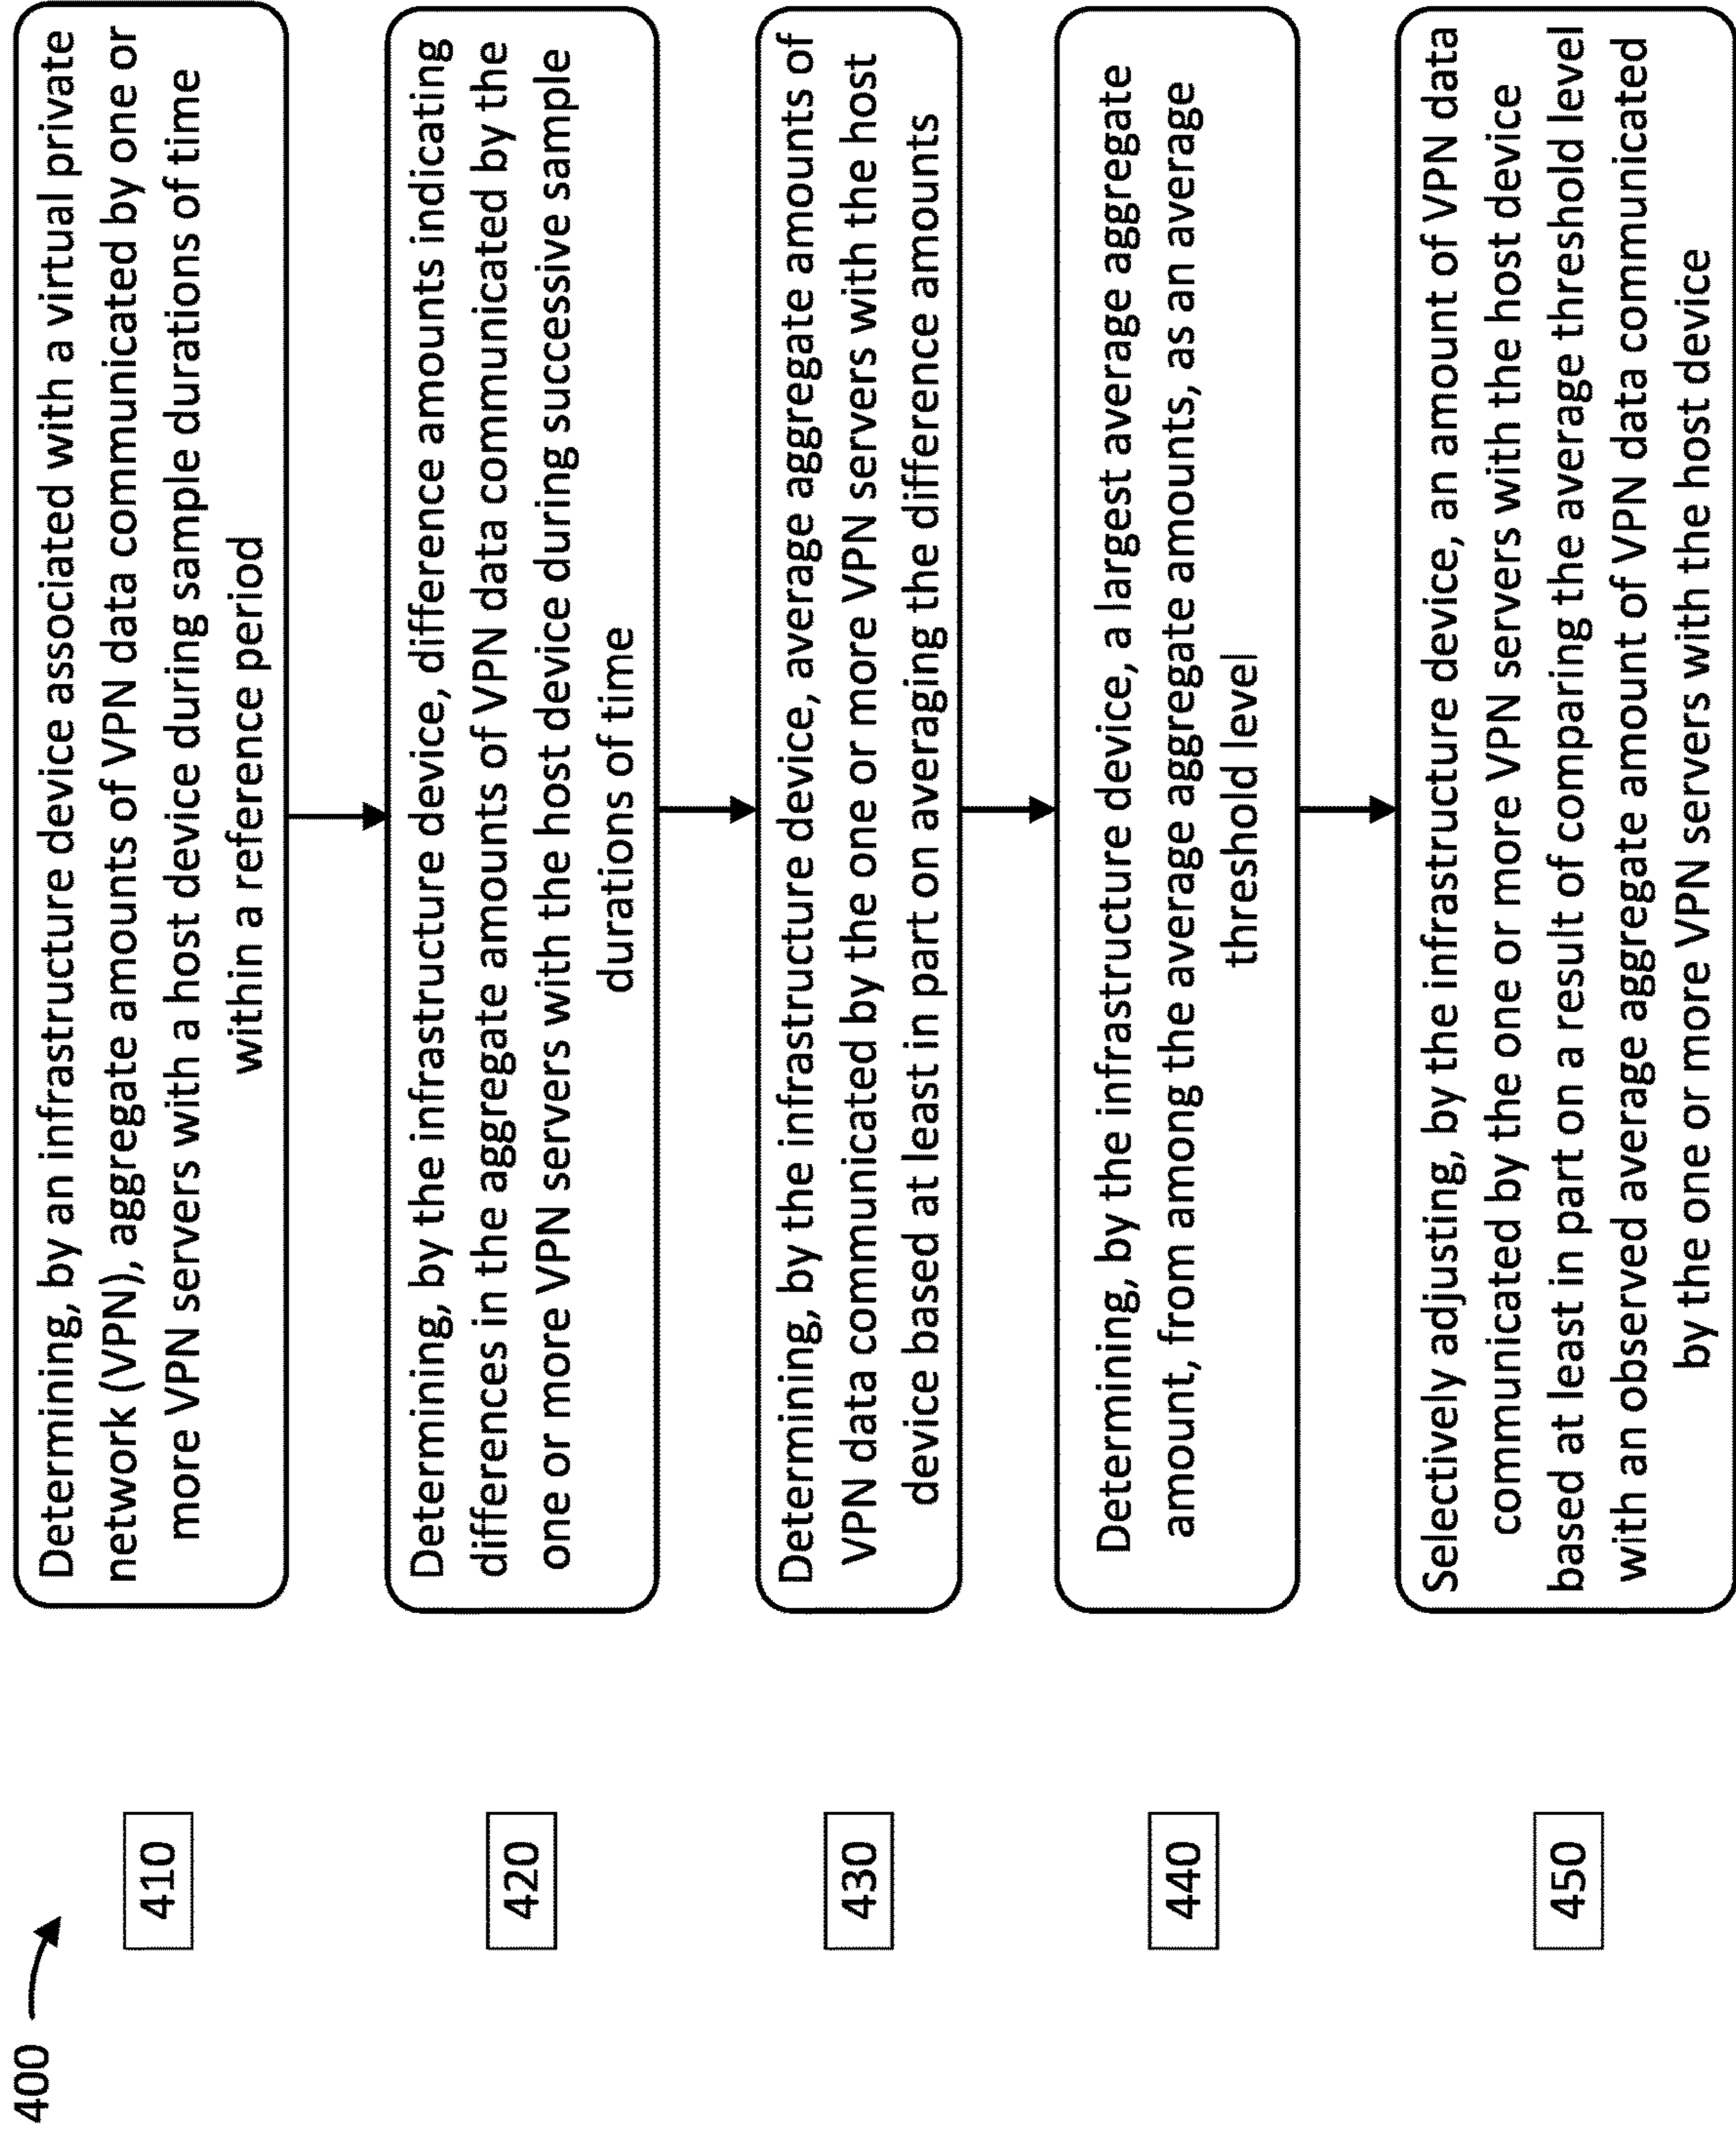 400
410
Determining, by an infrastructure device associated with a virtual private
network (VPN), aggregate amounts of VPN data communicated by one or
more VPN servers with a host device during sample durations of time
within a reference period
420
Determining, by the infrastructure device, difference amounts indicating
differences in the aggregate amounts of VPN data communicated by the
one or more VPN servers with the host device during successive sample
durations of time
430
Determining, by the infrastructure device, average aggregate amounts of
VPN data communicated by the one or more VPN servers with the host
device based at least in part on averaging the difference amounts
440
Determining, by the infrastructure device, a largest average aggregate
amount, from among the average aggregate amounts, as an average
threshold level
450
Selectively adjusting, by the infrastructure device, an amount of VPN data
communicated by the one or more VPN servers with the host device
based at least in part on a result of comparing the average threshold level
with an observed average aggregate amount of VPN data communicated
by the one or more VPN servers with the host device